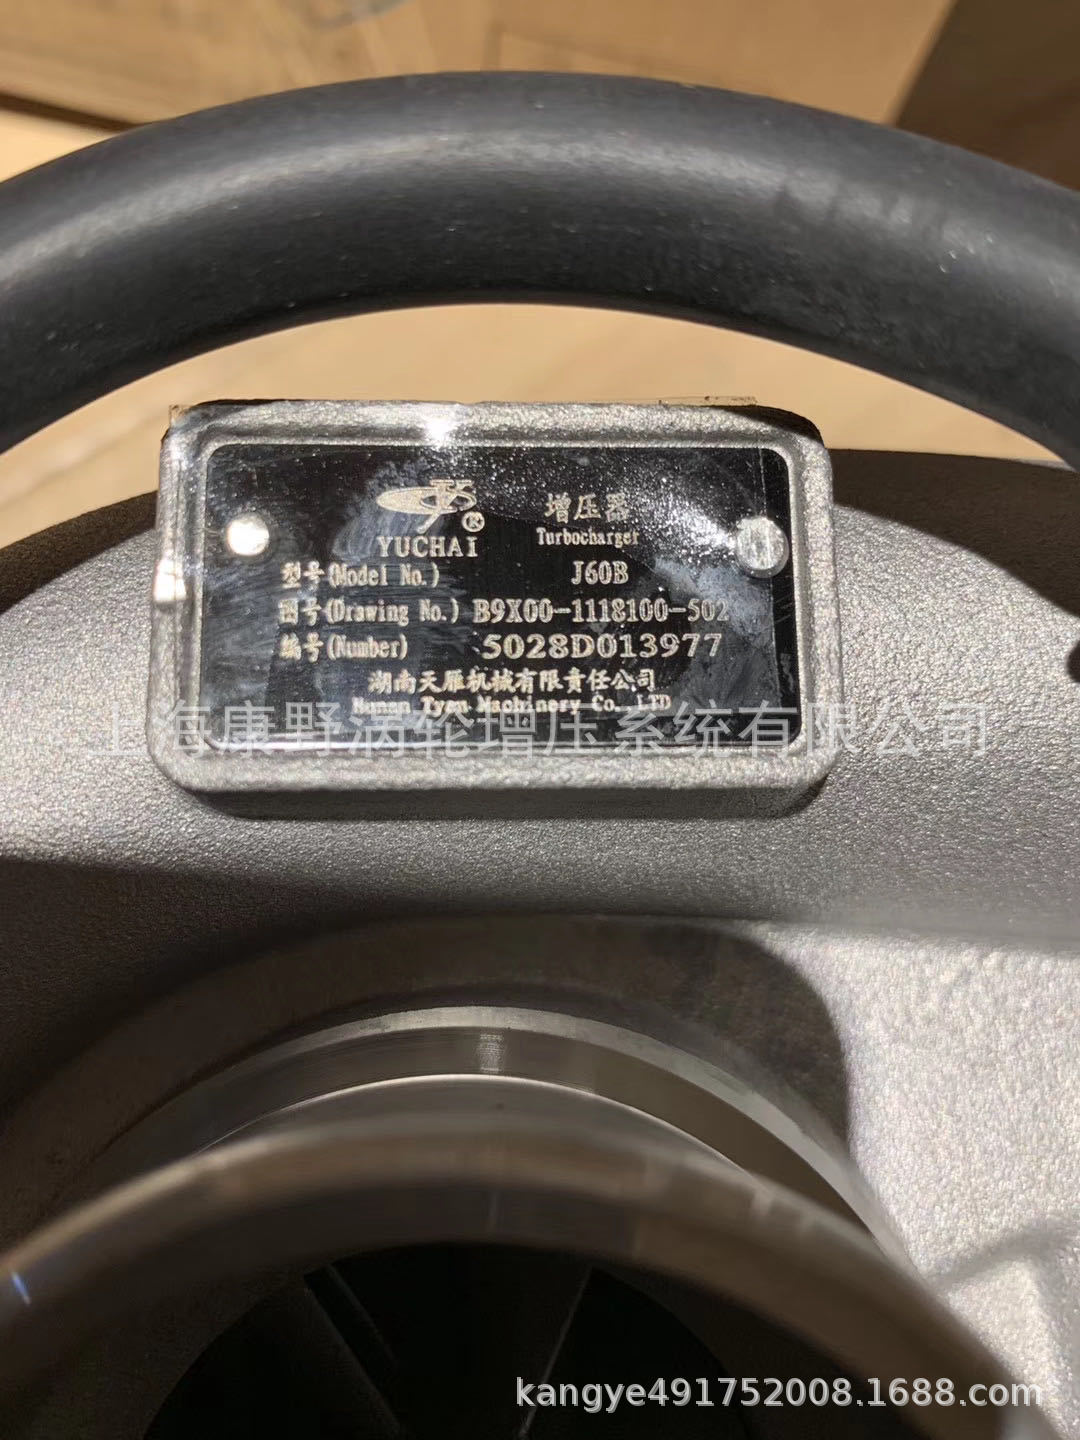 ® 增压器
YUCHAI Turbocharger
型号(Model No.) J60B
图号(Drawing No.) B9X00-1118100-502
编号(Number) 5028D013977
湖南天雁机械有限责任公司
Hunan Tyen Machinery Co.,LTD
上海康野涡轮增压系统有限公司
kangye491752008.1688.com